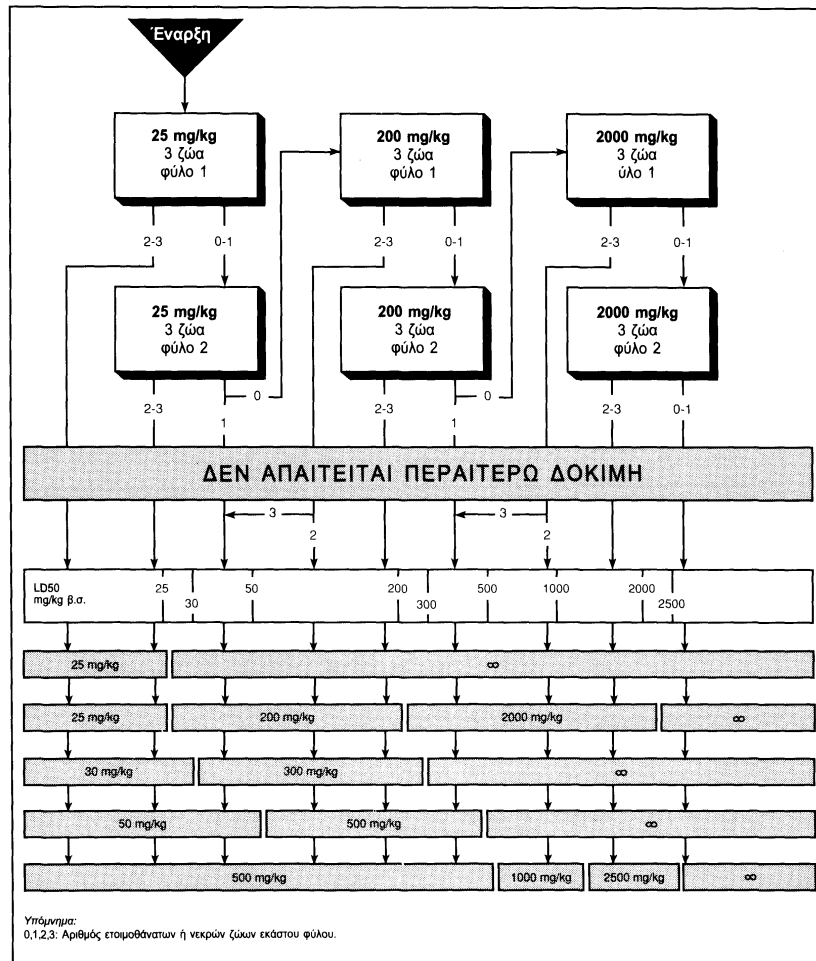 Έναρξη
25 mg/kg
3 ζώα
φύλο 1
200 mg/kg
3 ζώα
φύλο 1
2000 mg/kg
3 ζώα
ύλο 1
2-3 0-1 2-3 0-1 2-3 0-1
25 mg/kg
3 ζώα
φύλο 2
200 mg/kg
3 ζώα
φύλο 2
2000 mg/kg
3 ζώα
φύλο 2
0 0
2-3 1 2-3 1 2-3 0-1
ΔΕΝ ΑΠΑΙΤΕΙΤΑΙ ΠΕΡΑΙΤΕΡΩ ΔΟΚΙΜΗ
3 3
2 2
LD50
mg/kg β.σ.
25 50 200 500 1000 2000
30 300 2500
25 mg/kg ∞
25 mg/kg 200 mg/kg 2000 mg/kg ∞
30 mg/kg 300 mg/kg ∞
50 mg/kg 500 mg/kg ∞
500 mg/kg 1000 mg/kg 2500 mg/kg ∞
Υπόμνημα:
0,1,2,3: Αριθμός ετοιμοθάνατων ή νεκρών ζώων εκάστου φύλου.